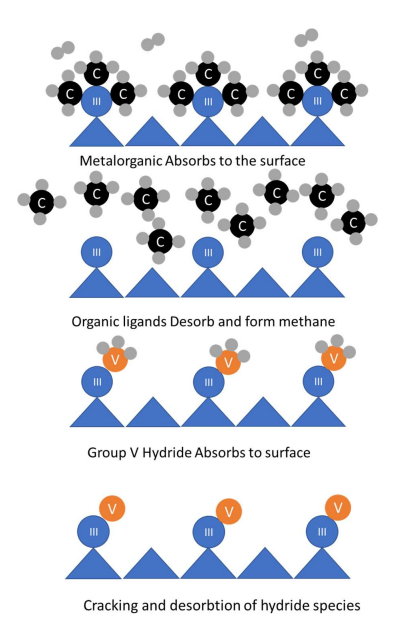 C C C
C III C C III C C III C
Metalorganic Absorbs to the surface
C C C C C C
C C C
III III III
Organic ligands Desorb and form methane
V V V
III III III
Group V Hydride Absorbs to surface
V V V
III III III
Cracking and desorbtion of hydride species